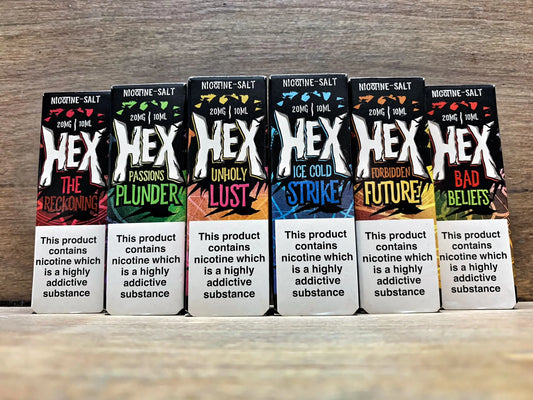 NICOTINE-SALT
20MG | 10ML
HEX
THE
RECKONING
This product
contains
nicotine which
is a highly
addictive
substance
NICOTINE-SALT
20MG | 10ML
HEX
PASSIONS
PLUNDER
This product
contains
nicotine which
is a highly
addictive
substance
NICOTINE-SALT
20MG | 10ML
HEX
UNHOLY
LUST
This product
contains
nicotine which
is a highly
addictive
substance
NICOTINE-SALT
20MG | 10ML
HEX
ICE COLD
STRIKE
This product
contains
nicotine which
is a highly
addictive
substance
NICOTINE-SALT
20MG | 10ML
HEX
FORBIDDEN
FUTURE
This product
contains
nicotine which
is a highly
addictive
substance
NICOTINE-SALT
20MG | 10ML
HEX
BAD
BELIEFS
This product
contains
nicotine which
is a highly
addictive
substance